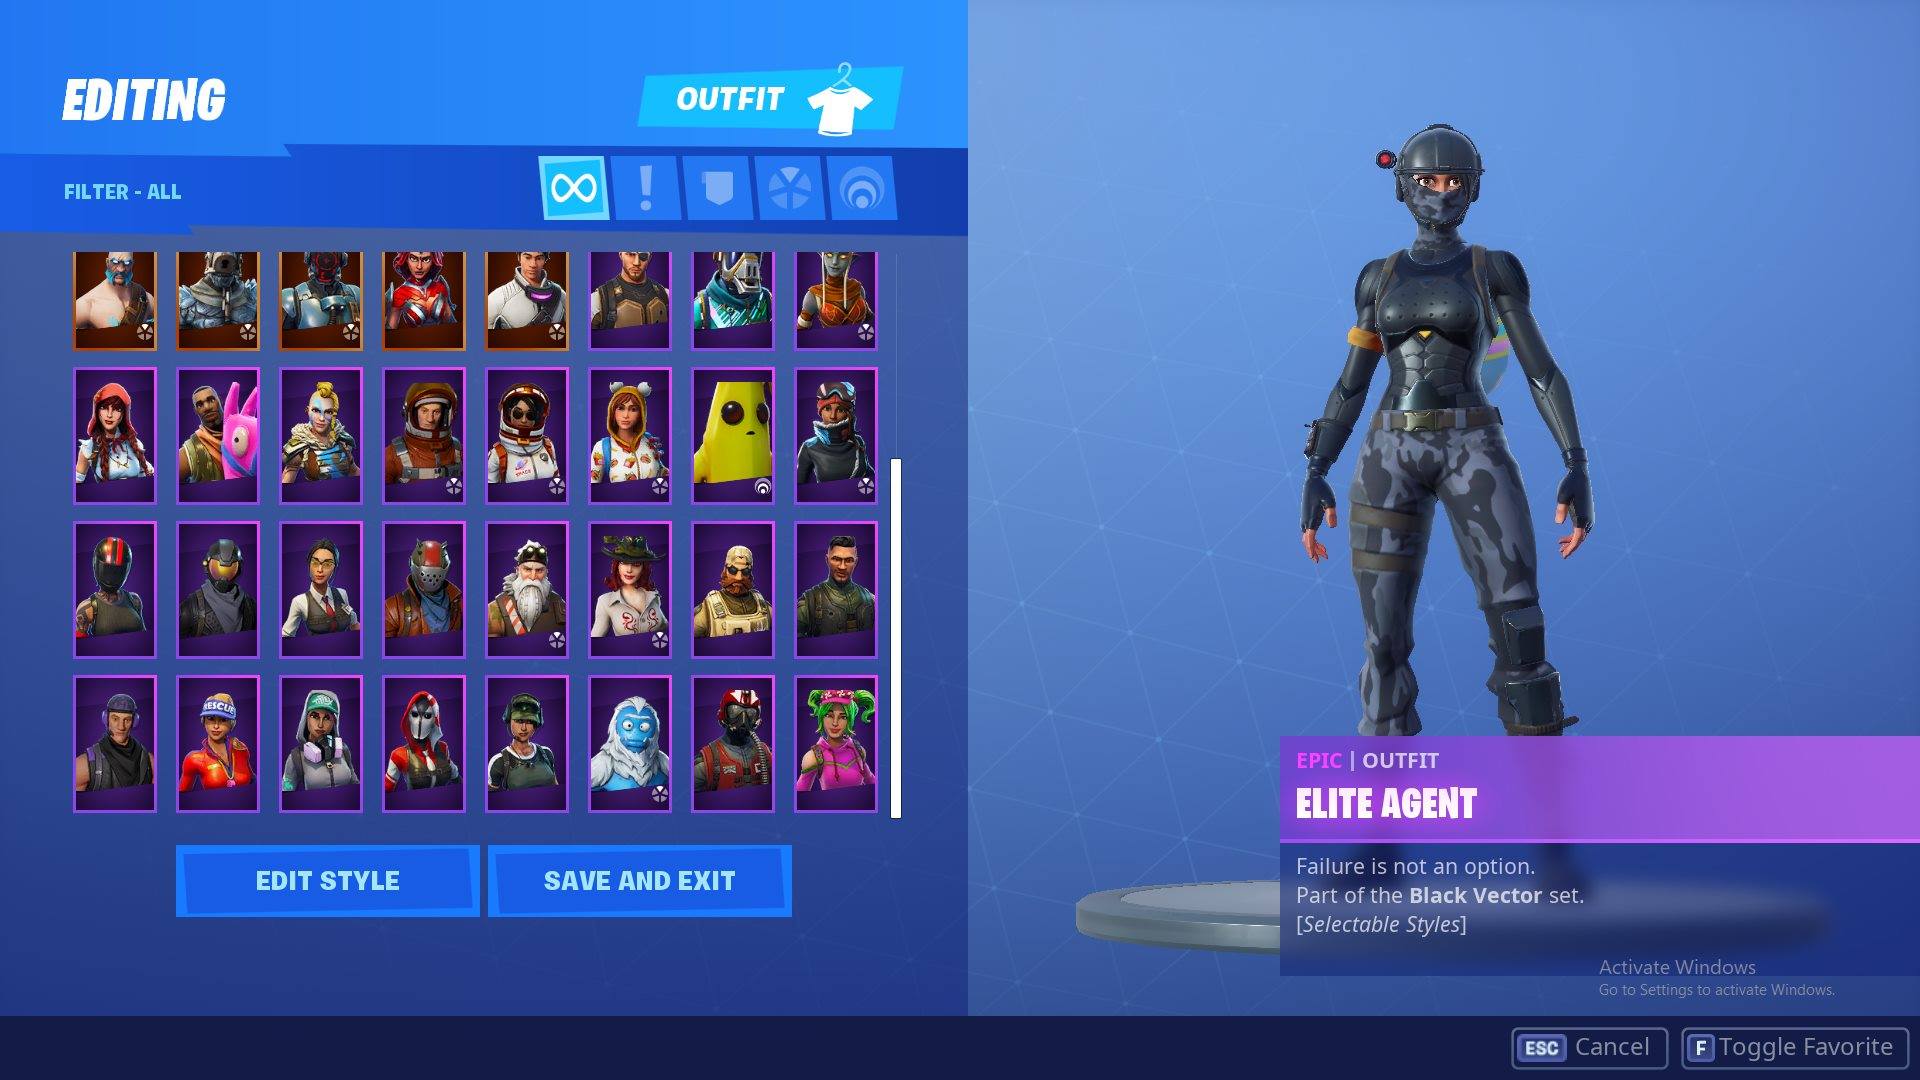 EDITING
OUTFIT
FILTER - ALL
RESCUE
EDIT STYLE
SAVE AND EXIT
EPIC | OUTFIT
ELITE AGENT
Failure is not an option.
Part of the Black Vector set.
[Selectable Styles]
Activate Windows
Go to Settings to activate Windows.
ESC Cancel
F Toggle Favorite